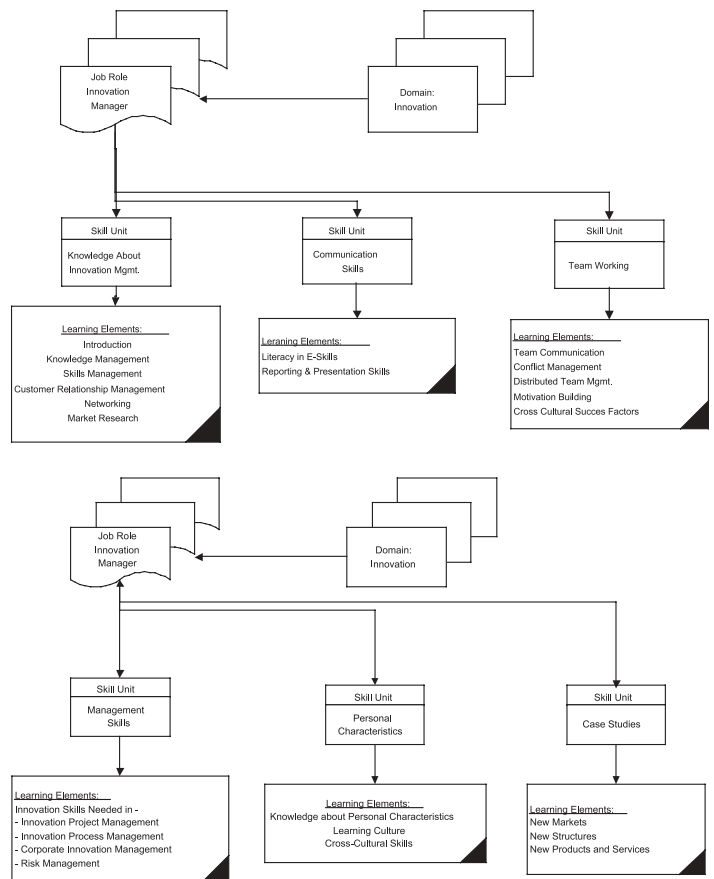 Job Role
Innovation
Manager
Domain:
Innovation
Skill Unit
Knowledge About
Innovation Mgmt.
Skill Unit
Communication
Skills
Skill Unit
Team Working
Learning Elements:
Introduction
Knowledge Management
Skills Management
Customer Relationship Management
Networking
Market Research
Leraning Elements:
Literacy in E-Skills
Reporting & Presentation Skills
Learning Elements:
Team Communication
Conflict Management
Distributed Team Mgmt.
Motivation Building
Cross Cultural Succes Factors
Job Role
Innovation
Manager
Domain:
Innovation
Skill Unit
Management
Skills
Skill Unit
Personal
Characteristics
Skill Unit
Case Studies
Learning Elements:
Innovation Skills Needed in -
- Innovation Project Management
- Innovation Process Management
- Corporate Innovation Management
- Risk Management
Learning Elements:
Knowledge about Personal Characteristics
Learning Culture
Cross-Cultural Skills
Learning Elements:
New Markets
New Structures
New Products and Services